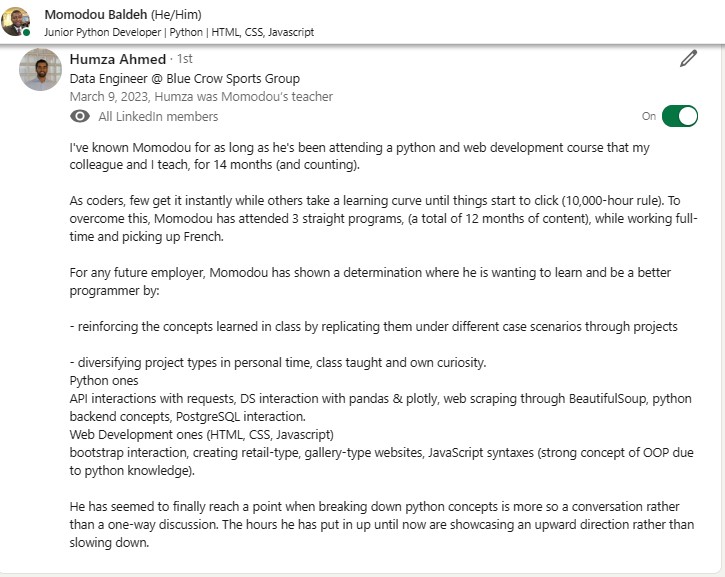 Momodou Baldeh (He/Him)
Junior Python Developer | Python | HTML, CSS, Javascript
Humza Ahmed · 1st
Data Engineer @ Blue Crow Sports Group
March 9, 2023, Humza was Momodou's teacher
All LinkedIn members
On
I've known Momodou for as long as he's been attending a python and web development course that my
colleague and I teach, for 14 months (and counting).
As coders, few get it instantly while others take a learning curve until things start to click (10,000-hour rule). To
overcome this, Momodou has attended 3 straight programs, (a total of 12 months of content), while working full-
time and picking up French.
For any future employer, Momodou has shown a determination where he is wanting to learn and be a better
programmer by:
- reinforcing the concepts learned in class by replicating them under different case scenarios through projects
- diversifying project types in personal time, class taught and own curiosity.
Python ones
API interactions with requests, DS interaction with pandas & plotly, web scraping through BeautifulSoup, python
backend concepts, PostgreSQL interaction.
Web Development ones (HTML, CSS, Javascript)
bootstrap interaction, creating retail-type, gallery-type websites, JavaScript syntaxes (strong concept of OOP due
to python knowledge).
He has seemed to finally reach a point when breaking down python concepts is more so a conversation rather
than a one-way discussion. The hours he has put in up until now are showcasing an upward direction rather than
slowing down.